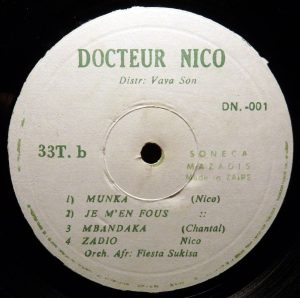 DOCTEUR NICO
Distr: Vava Son
DN.-001
33T. b
SONECA
MAZADIS
Made in ZAIRE
1) MUNKA (Nico)
2) JE M'EN FOUS ::
3 MBANDAKA (Chantal)
4 ZADIO Nico
Orch. Afr: Fiesta Sukisa